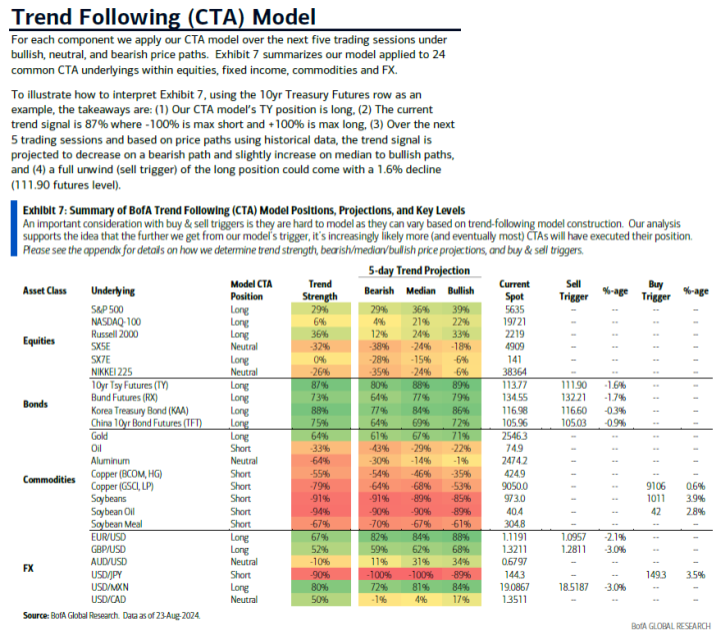 Trend Following (CTA) Model
For each component we apply our CTA model over the next five trading sessions under
bullish, neutral, and bearish price paths. Exhibit 7 summarizes our model applied to 24
common CTA underlyings within equities, fixed income, commodities and FX.
To illustrate how to interpret Exhibit 7, using the 10yr Treasury Futures row as an
example, the takeaways are: (1) Our CTA model's TY position is long, (2) The current
trend signal is 87% where -100% is max short and +100% is max long, (3) Over the next
5 trading sessions and based on price paths using historical data, the trend signal is
projected to decrease on a bearish path and slightly increase on median to bullish paths,
and (4) a full unwind (sell trigger) of the long position could come with a 1.6% decline
(111.90 futures level).
Exhibit 7: Summary of BofA Trend Following (CTA) Model Positions, Projections, and Key Levels
An important consideration with buy & sell triggers is they are hard to model as they can vary based on trend-following model construction. Our analysis
supports the idea that the further we get from our model's trigger, it's increasingly likely more (and eventually most) CTAs will have executed their position.
Please see the appendix for details on how we determine trend strength, bearish/median/bullish price projections, and buy & sell triggers.
5-day Trend Projection
Asset Class Underlying Model CTA Position Trend Strength Bearish Median Bullish Current Spot Sell Trigger %-age Buy Trigger %-age
Equities
S&P 500 Long 29% 29% 36% 39% 5635 -- -- -- --
NASDAQ-100 Long 6% 4% 21% 22% 19721 -- -- -- --
Russell 2000 Long 36% 12% 24% 33% 2219 -- -- -- --
SX5E Neutral -32% -38% -24% -18% 4909 -- -- -- --
SX7E Long 0% -28% -15% -6% 141 -- -- -- --
NIKKEI 225 Neutral -26% -35% -24% -6% 38364 -- -- -- --
Bonds
10yr Tsy Futures (TY) Long 87% 80% 88% 89% 113.77 111.90 -1.6% -- --
Bund Futures (RX) Long 73% 64% 77% 79% 134.55 132.21 -1.7% -- --
Korea Treasury Bond (KAA) Long 88% 77% 84% 86% 116.98 116.60 -0.3% -- --
China 10yr Bond Futures (TFT) Long 75% 64% 69% 72% 105.96 105.03 -0.9% -- --
Commodities
Gold Long 64% 61% 67% 71% 2546.3 -- -- -- --
Oil Short -33% -43% -29% -22% 74.9 -- -- -- --
Aluminum Neutral -64% -30% -14% -1% 2474.2 -- -- -- --
Copper (BCOM, HG) Short -55% -54% -46% -35% 424.9 -- -- -- --
Copper (GSCI, LP) Short -79% -64% -68% -53% 9050.0 -- -- 9106 0.6%
Soybeans Short -91% -91% -89% -85% 973.0 -- -- 1011 3.9%
Soybean Oil Short -94% -90% -90% -89% 40.4 -- -- 42 2.8%
Soybean Meal Short -67% -70% -67% -61% 304.8 -- -- -- --
FX
EUR/USD Long 67% 82% 84% 88% 1.1191 1.0957 -2.1% -- --
GBP/USD Long 52% 59% 62% 68% 1.3211 1.2811 -3.0% -- --
AUD/USD Neutral -10% 11% 31% 34% 0.6797 -- -- -- --
USD/JPY Short -90% -100% -100% -89% 144.3 -- -- 149.3 3.5%
USD/MXN Long 80% 72% 81% 84% 19.0867 18.5187 -3.0% -- --
USD/CAD Neutral 50% -1% 4% 17% 1.3511 -- -- -- --
Source: BofA Global Research. Data as of 23-Aug-2024.
BofA GLOBAL RESEARCH